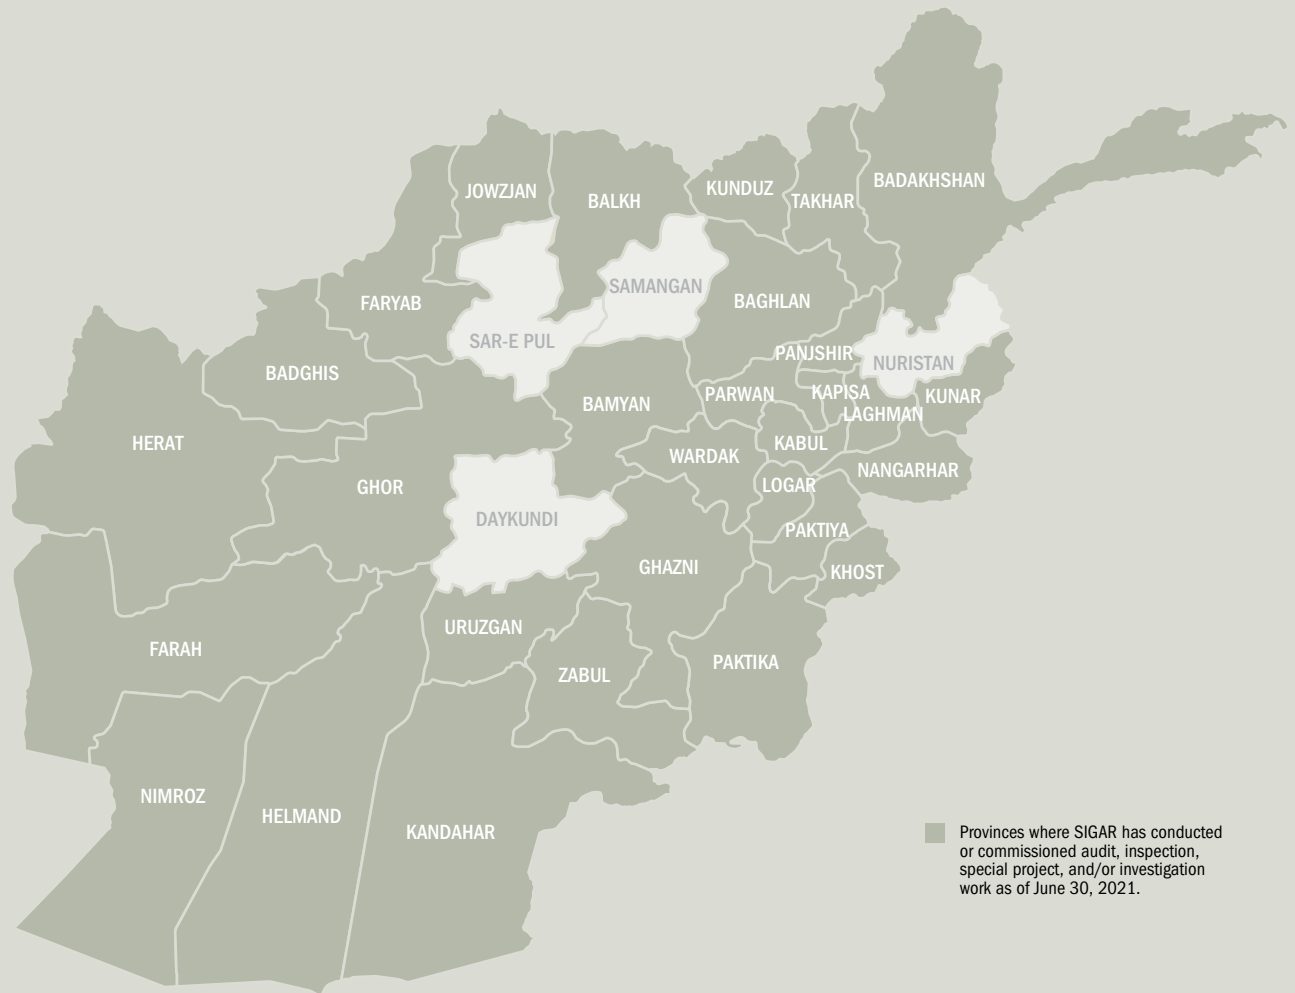 BADAKHSHAN
JOWZJAN
BALKH
KUNDUZ
TAKHAR
SAMANGAN
FARYAB
BAGHLAN
SAR-E PUL
PANJSHIR
NURISTAN
BADGHIS
BAMYAN
PARWAN
KAPISA
KUNAR
LAGHMAN
HERAT
WARDAK
KABUL
NANGARHAR
GHOR
LOGAR
DAYKUNDI
PAKTIYA
GHAZNI
KHOST
URUZGAN
FARAH
ZABUL
PAKTIKA
NIMROZ
HELMAND
KANDAHAR
Provinces where SIGAR has conducted
or commissioned audit, inspection,
special project, and/or investigation
work as of June 30, 2021.